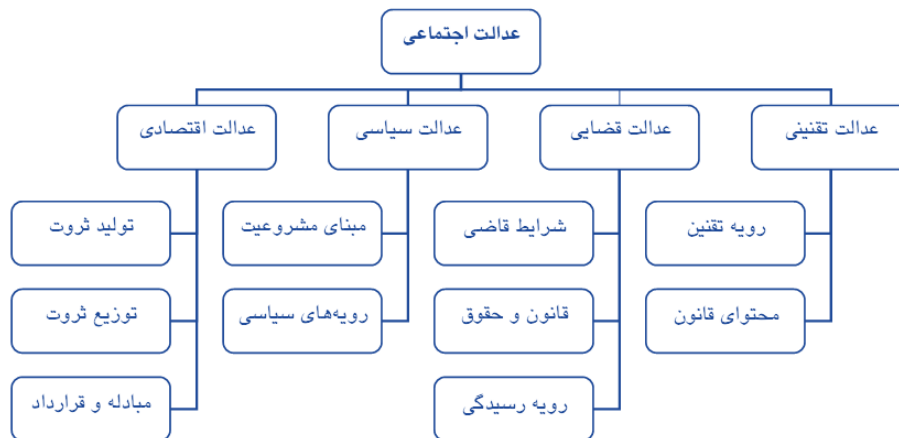 عدالت اجتماعی
عدالت تقنینی
عدالت قضایی
عدالت سیاسی
عدالت اقتصادی
رویه تقنین
شرایط قاضی
مبنای مشروعیت
تولید ثروت
محتوای قانون
قانون و حقوق
رویه‌های سیاسی
توزیع ثروت
رویه رسیدگی
مبادله و قرارداد